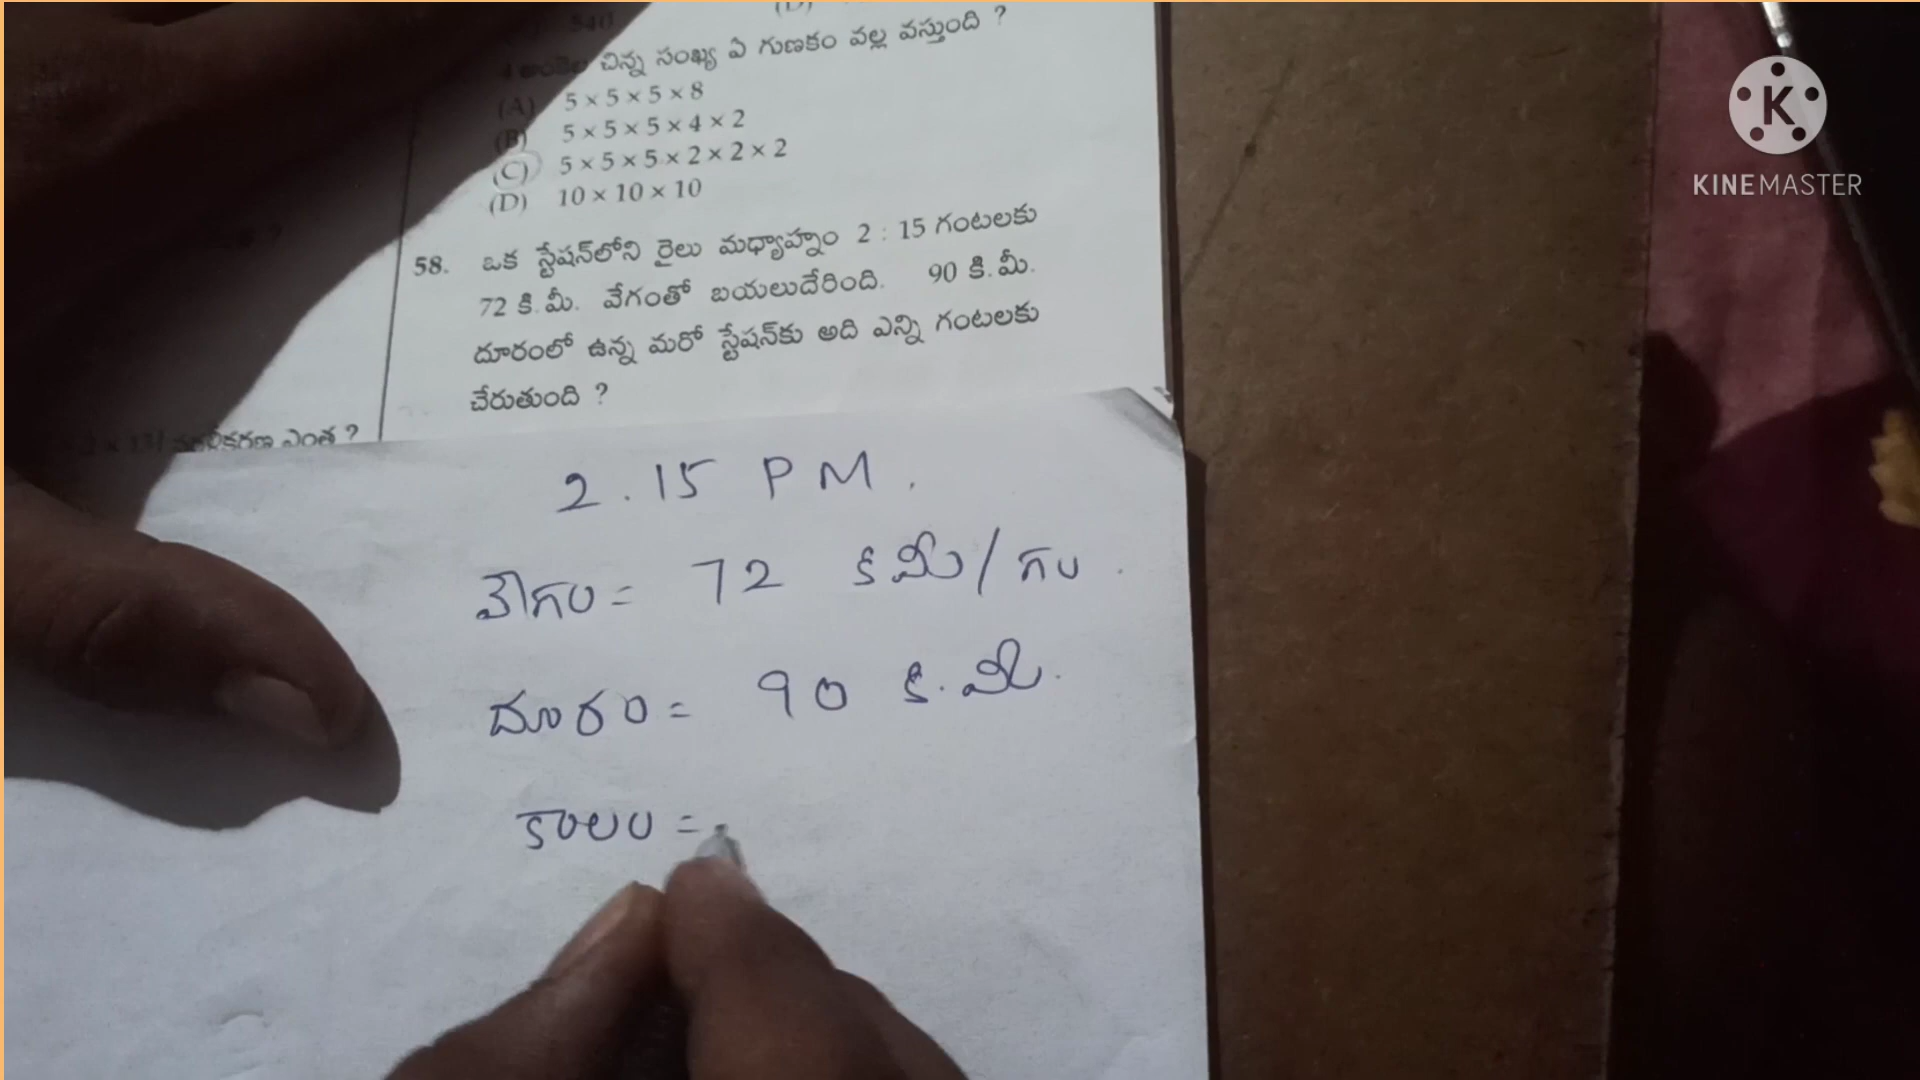 540
(D)
4 అంకెల చిన్న సంఖ్య ఏ గుణకం వల్ల వస్తుంది ?
(A) 5 × 5 × 5 × 8
(B) 5 × 5 × 5 × 4 × 2
(C) 5 × 5 × 5 × 2 × 2 × 2
(D) 10 × 10 × 10
58. ఒక స్టేషన్‌లోని రైలు మధ్యాహ్నం 2 : 15 గంటలకు
72 కి.మీ. వేగంతో బయలుదేరింది. 90 కి.మీ.
దూరంలో ఉన్న మరో స్టేషన్‌కు అది ఎన్ని గంటలకు
చేరుతుంది ?
ఎంత ?
2.15 PM.
వేగం = 72 కి మీ/గం.
దూరం = 90 కి.మీ.
కాలం =
KINEMASTER